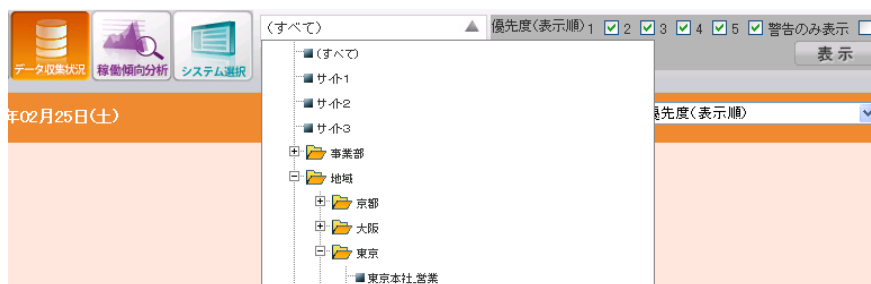 データ収集状況 稼働傾向分析 システム選択
(すべて)
優先度(表示順) 1 2 3 4 5 警告のみ表示
表示
年02月25日(土)
優先度(表示順)
(すべて)
サイト1
サイト2
サイト3
事業部
地域
京都
大阪
東京
東京本社_営業